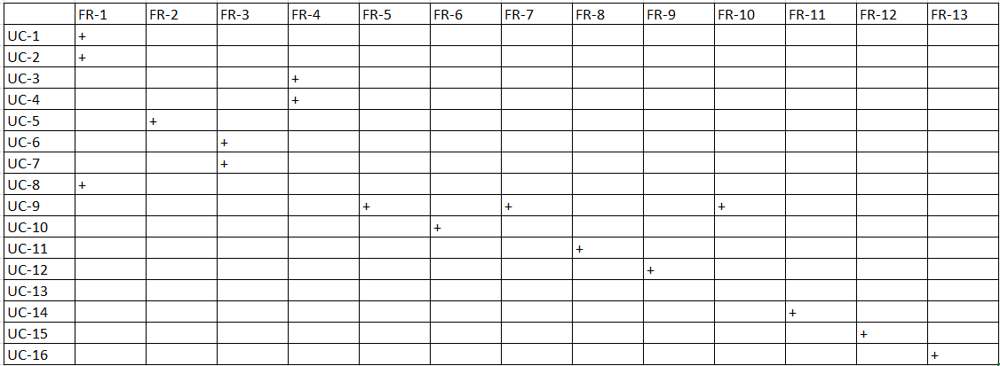 FR-1 FR-2 FR-3 FR-4 FR-5 FR-6 FR-7 FR-8 FR-9 FR-10 FR-11 FR-12 FR-13
UC-1 +
UC-2 +
UC-3 +
UC-4 +
UC-5 +
UC-6 +
UC-7 +
UC-8 +
UC-9 + + +
UC-10 +
UC-11 +
UC-12 +
UC-13
UC-14 +
UC-15 +
UC-16 +